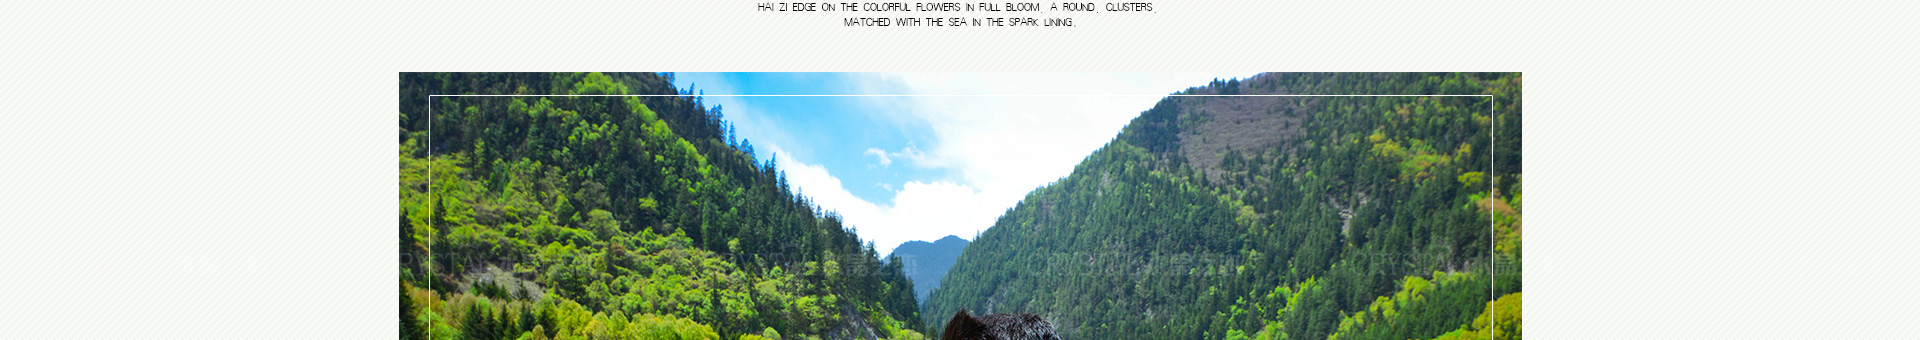 HAI ZI EDGE ON THE COLORFUL FLOWERS IN FULL BLOOM, A ROUND, CLUSTERS,
MATCHED WITH THE SEA IN THE SPARK LINING,